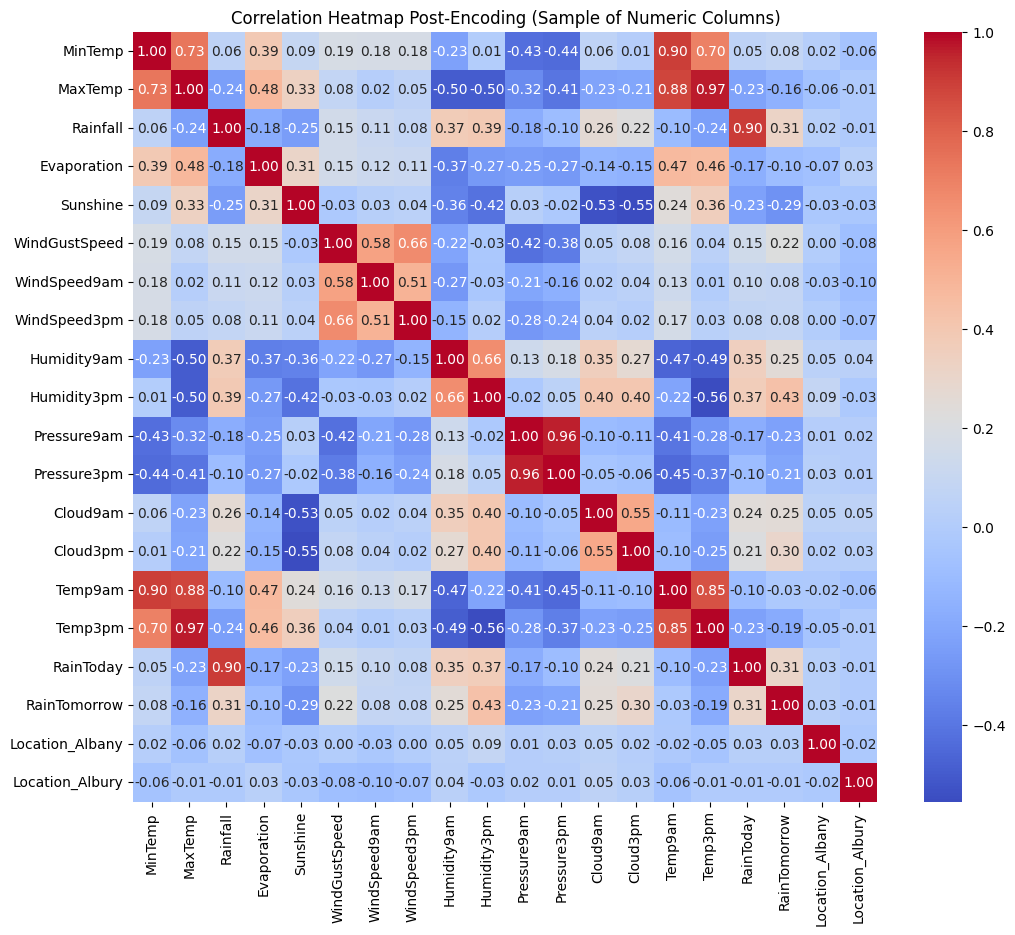 Correlation Heatmap Post-Encoding (Sample of Numeric Columns)
MinTemp 1.00 0.73 0.06 0.39 0.09 0.19 0.18 0.18 -0.23 0.01 -0.43 -0.44 0.06 0.01 0.90 0.70 0.05 0.08 0.02 -0.06
MaxTemp 0.73 1.00 -0.24 0.48 0.33 0.08 0.02 0.05 -0.50 -0.50 -0.32 -0.41 -0.23 -0.21 0.88 0.97 -0.23 -0.16 -0.06 -0.01
Rainfall 0.06 -0.24 1.00 -0.18 -0.25 0.15 0.11 0.08 0.37 0.39 -0.18 -0.10 0.26 0.22 -0.10 -0.24 0.90 0.31 0.02 -0.01
Evaporation 0.39 0.48 -0.18 1.00 0.31 0.15 0.12 0.11 -0.37 -0.27 -0.25 -0.27 -0.14 -0.15 0.47 0.46 -0.17 -0.10 -0.07 0.03
Sunshine 0.09 0.33 -0.25 0.31 1.00 -0.03 0.03 0.04 -0.36 -0.42 0.03 -0.02 -0.53 -0.55 0.24 0.36 -0.23 -0.29 -0.03 -0.03
WindGustSpeed 0.19 0.08 0.15 0.15 -0.03 1.00 0.58 0.66 -0.22 -0.03 -0.42 -0.38 0.05 0.08 0.16 0.04 0.15 0.22 0.00 -0.08
WindSpeed9am 0.18 0.02 0.11 0.12 0.03 0.58 1.00 0.51 -0.27 -0.03 -0.21 -0.16 0.02 0.04 0.13 0.01 0.10 0.08 -0.03 -0.10
WindSpeed3pm 0.18 0.05 0.08 0.11 0.04 0.66 0.51 1.00 -0.15 0.02 -0.28 -0.24 0.04 0.02 0.17 0.03 0.08 0.08 0.00 -0.07
Humidity9am -0.23 -0.50 0.37 -0.37 -0.36 -0.22 -0.27 -0.15 1.00 0.66 0.13 0.18 0.35 0.27 -0.47 -0.49 0.35 0.25 0.05 0.04
Humidity3pm 0.01 -0.50 0.39 -0.27 -0.42 -0.03 -0.03 0.02 0.66 1.00 -0.02 0.05 0.40 0.40 -0.22 -0.56 0.37 0.43 0.09 -0.03
Pressure9am -0.43 -0.32 -0.18 -0.25 0.03 -0.42 -0.21 -0.28 0.13 -0.02 1.00 0.96 -0.10 -0.11 -0.41 -0.28 -0.17 -0.23 0.01 0.02
Pressure3pm -0.44 -0.41 -0.10 -0.27 -0.02 -0.38 -0.16 -0.24 0.18 0.05 0.96 1.00 -0.05 -0.06 -0.45 -0.37 -0.10 -0.21 0.03 0.01
Cloud9am 0.06 -0.23 0.26 -0.14 -0.53 0.05 0.02 0.04 0.35 0.40 -0.10 -0.05 1.00 0.55 -0.11 -0.23 0.24 0.25 0.05 0.05
Cloud3pm 0.01 -0.21 0.22 -0.15 -0.55 0.08 0.04 0.02 0.27 0.40 -0.11 -0.06 0.55 1.00 -0.10 -0.25 0.21 0.30 0.02 0.03
Temp9am 0.90 0.88 -0.10 0.47 0.24 0.16 0.13 0.17 -0.47 -0.22 -0.41 -0.45 -0.11 -0.10 1.00 0.85 -0.10 -0.03 -0.02 -0.06
Temp3pm 0.70 0.97 -0.24 0.46 0.36 0.04 0.01 0.03 -0.49 -0.56 -0.28 -0.37 -0.23 -0.25 0.85 1.00 -0.23 -0.19 -0.05 -0.01
RainToday 0.05 -0.23 0.90 -0.17 -0.23 0.15 0.10 0.08 0.35 0.37 -0.17 -0.10 0.24 0.21 -0.10 -0.23 1.00 0.31 0.03 -0.01
RainTomorrow 0.08 -0.16 0.31 -0.10 -0.29 0.22 0.08 0.08 0.25 0.43 -0.23 -0.21 0.25 0.30 -0.03 -0.19 0.31 1.00 0.03 -0.01
Location_Albany 0.02 -0.06 0.02 -0.07 -0.03 0.00 -0.03 0.00 0.05 0.09 0.01 0.03 0.05 0.02 -0.02 -0.05 0.03 0.03 1.00 -0.02
Location_Albury -0.06 -0.01 -0.01 0.03 -0.03 -0.08 -0.10 -0.07 0.04 -0.03 0.02 0.01 0.05 0.03 -0.06 -0.01 -0.01 -0.01 -0.02 1.00
MinTemp
MaxTemp
Rainfall
Evaporation
Sunshine
WindGustSpeed
WindSpeed9am
WindSpeed3pm
Humidity9am
Humidity3pm
Pressure9am
Pressure3pm
Cloud9am
Cloud3pm
Temp9am
Temp3pm
RainToday
RainTomorrow
Location_Albany
Location_Albury
1.0
0.8
0.6
0.4
0.2
0.0
−0.2
−0.4